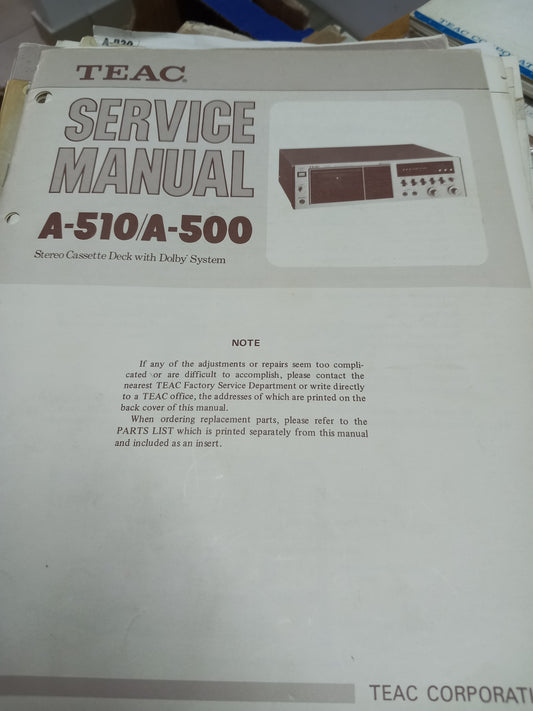 A-530
TEAC CORPORAT
TEAC®
SERVICE
MANUAL
A-510/A-500
Stereo Cassette Deck with Dolby* System
NOTE
If any of the adjustments or repairs seem too compli-
cated or are difficult to accomplish, please contact the
nearest TEAC Factory Service Department or write directly
to a TEAC office, the addresses of which are printed on the
back cover of this manual.
When ordering replacement parts, please refer to the
PARTS LIST which is printed separately from this manual
and included as an insert.
TEAC CORPORATI